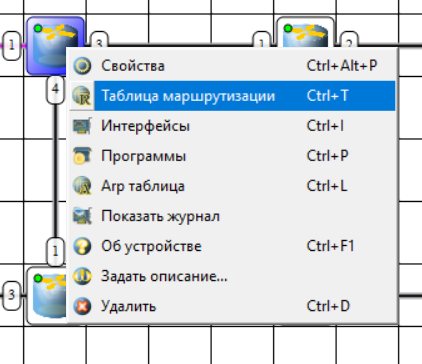 1 3 1 2
Свойства Ctrl+Alt+P
4
Таблица маршрутизации Ctrl+T
Интерфейсы Ctrl+I
Программы Ctrl+P
Arp таблица Ctrl+L
Показать журнал
1
Об устройстве Ctrl+F1
Задать описание...
3
Удалить Ctrl+D